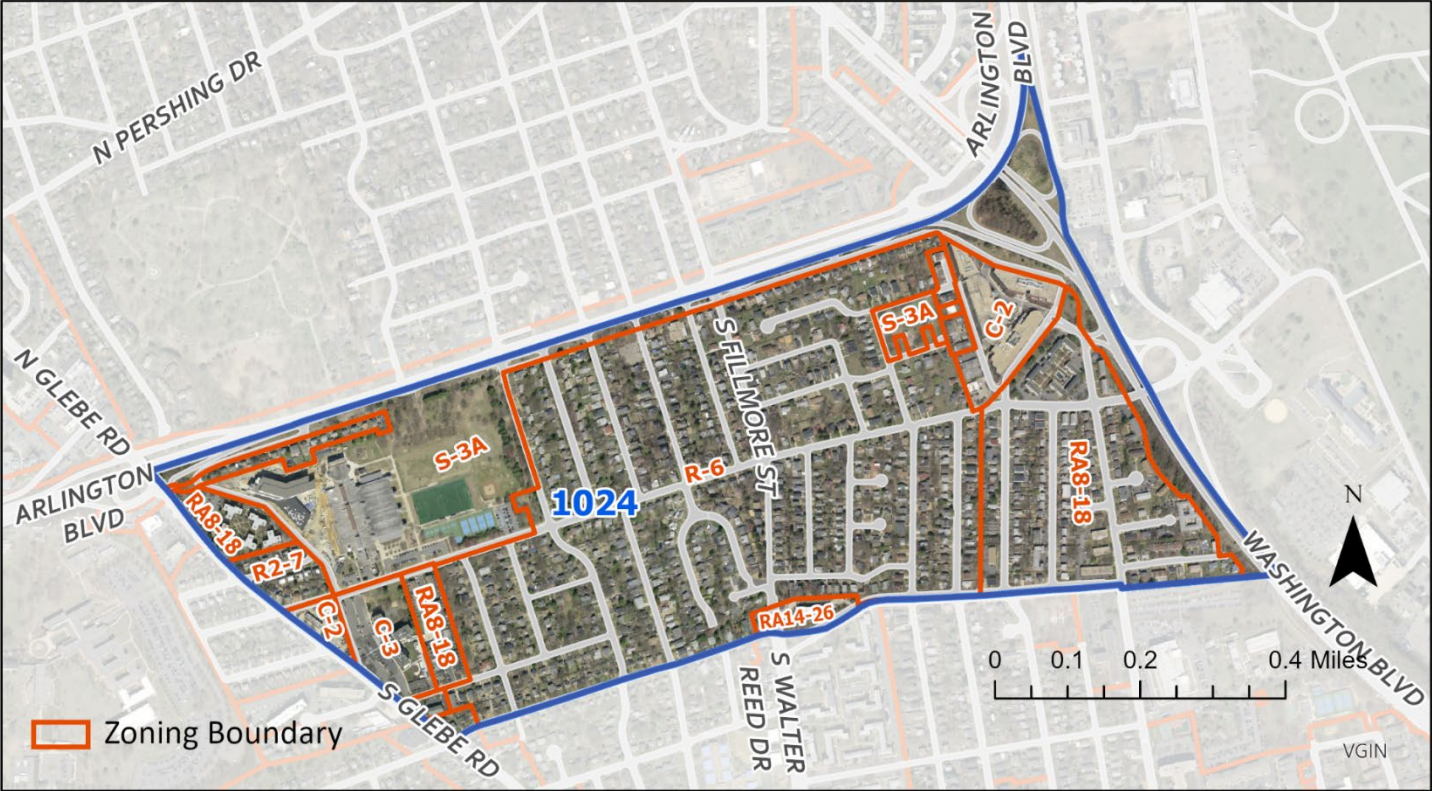 N PERSHING DR
ARLINGTON
BLVD
N GLEBE RD
ARLINGTON
BLVD
S FILLMORE
ST
S-3A
C-2
S-3A
R-6
1024
RA8-18
RA8-18
R2-7
C-2
C-3
RA8-18
RA14-26
N
WASHINGTON BLVD
S GLEBE RD
S WALTER
REED DR
0 0.1 0.2 0.4 Miles
Zoning Boundary
VGIN